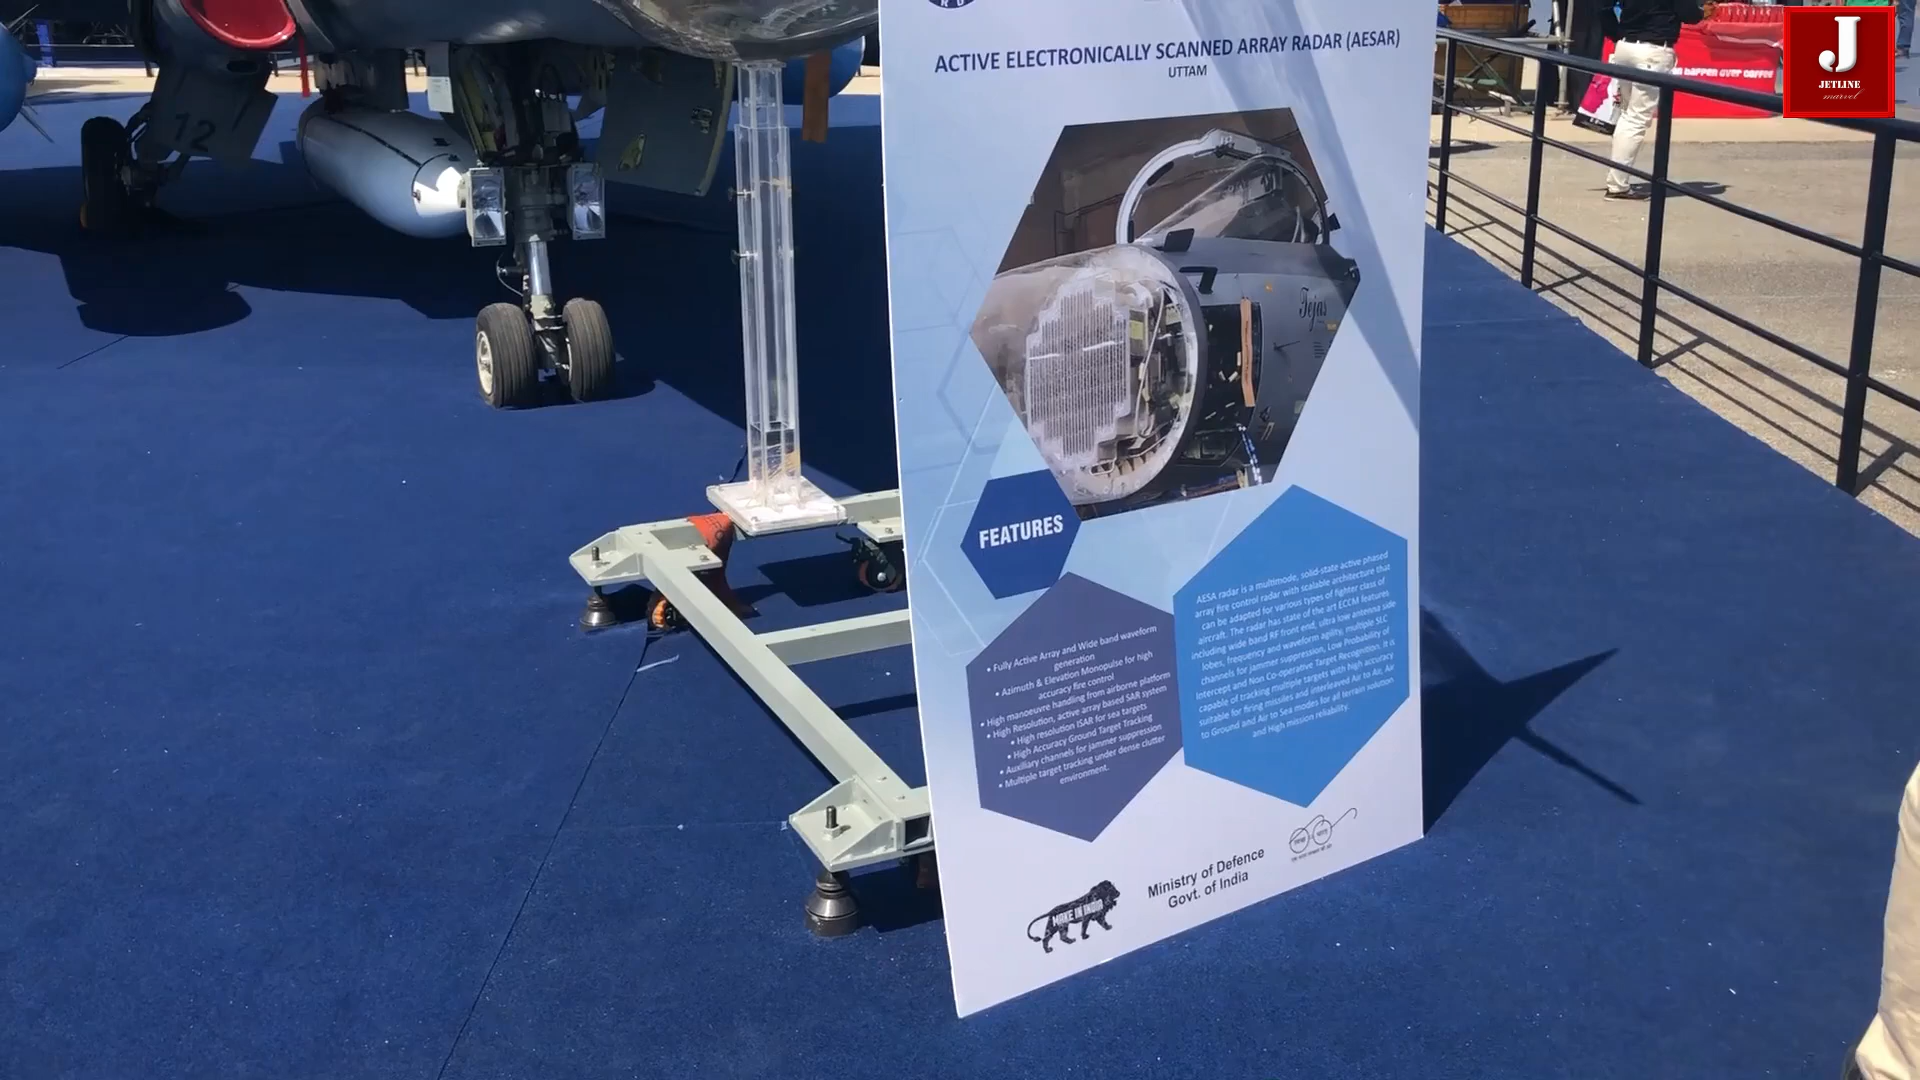 R D
ACTIVE ELECTRONICALLY SCANNED ARRAY RADAR (AESAR)
UTTAM
J
JETLINE
marvel
happen over coffee
12
Tejas
FEATURES
• Fully Active Array and Wide band waveform
generation
• Azimuth & Elevation Monopulse for high
accuracy fire control
• High manoeuvre handling from airborne platform
• High Resolution, active array based SAR system
• High resolution ISAR for sea targets
• High Accuracy Ground Target Tracking
• Auxiliary channels for jammer suppression
• Multiple target tracking under dense clutter
environment.
AESA radar is a multimode, solid-state active phased
array fire control radar with scalable architecture that
can be adapted for various types of fighter class of
aircraft. The radar has state of the art ECCM features
including wide band RF front end, ultra low antenna side
lobes, frequency and waveform agility, multiple SLC
channels for jammer suppression, Low Probability of
Intercept and Non Co-operative Target Recognition. It is
capable of tracking multiple targets with high accuracy
suitable for firing missiles and interleaved Air to Air, Air
to Ground and Air to Sea modes for all terrain solution
and High mission reliability.
MAKE IN INDIA
Ministry of Defence
Govt. of India